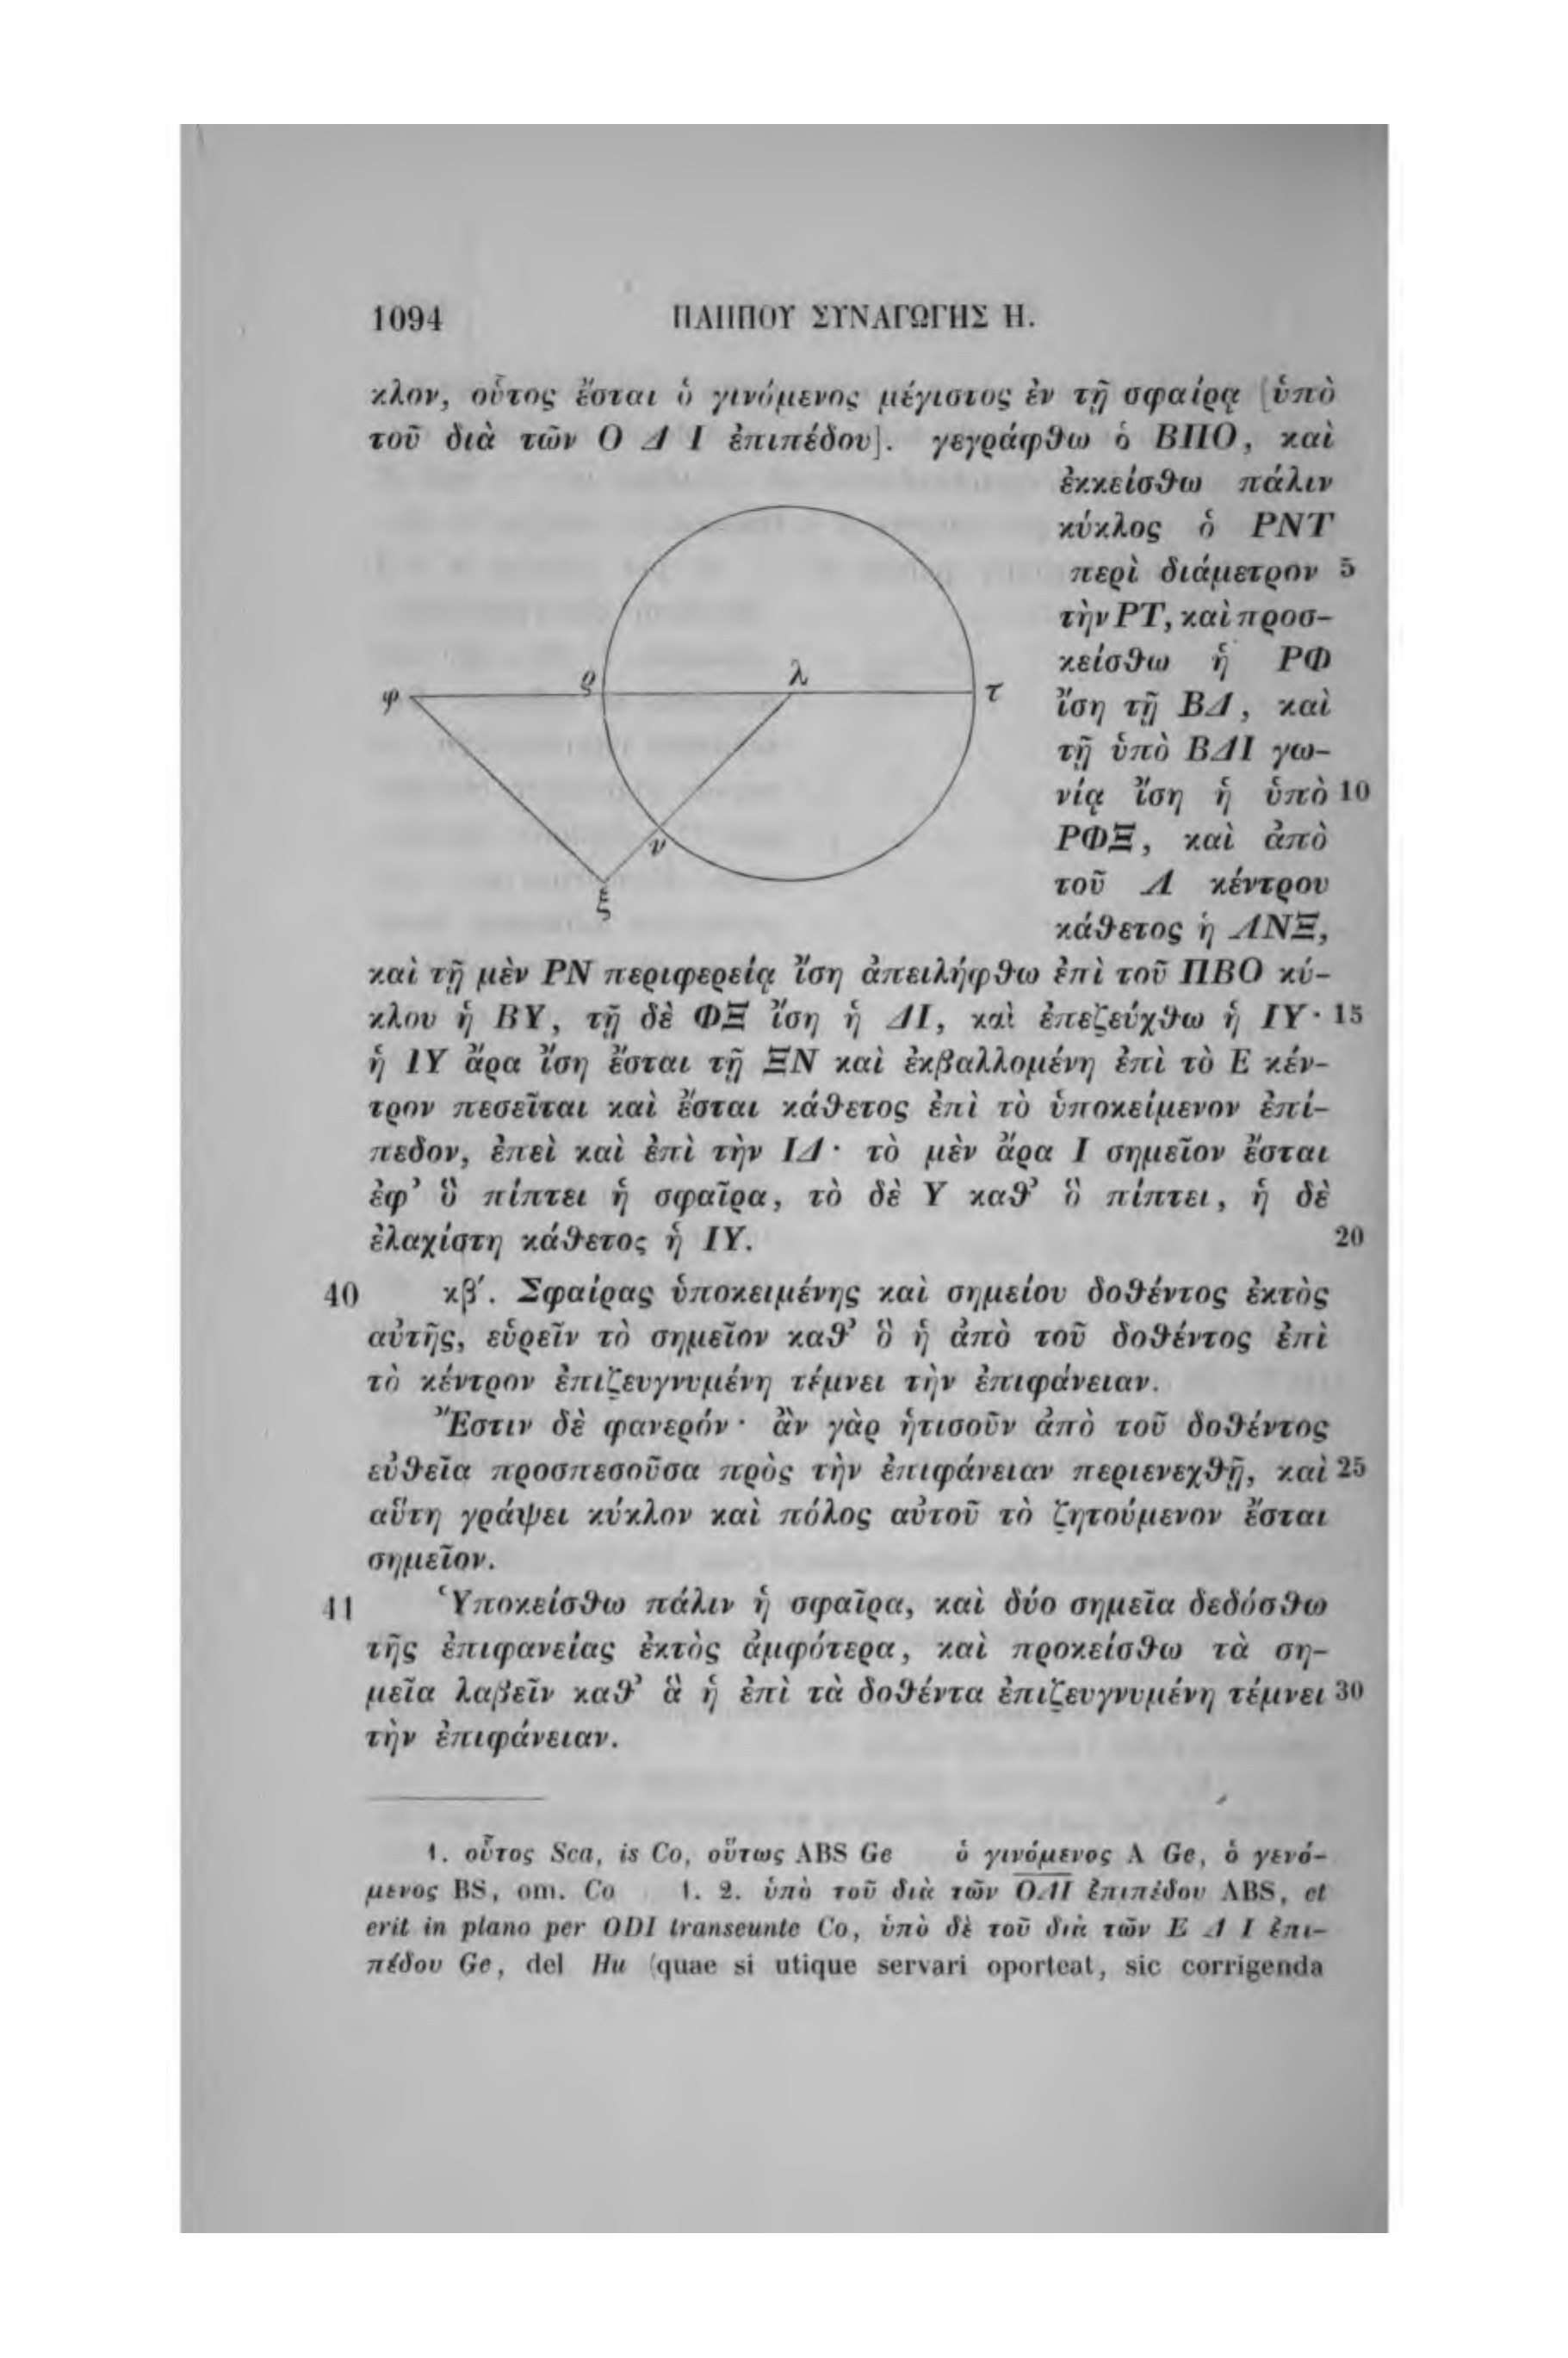 1094 ΠΑΠΠΟΥ ΣΥΝΑΓΩΓΗΣ Η.
κλον, οὗτος ἔσται ὁ γινόμενος μέγιστος ἐν τῇ σφαίρᾳ [ὑπὸ
τοῦ διὰ τῶν Ο Δ Ι ἐπιπέδου]. γεγράφθω ὁ ΒΠΟ, καὶ
ἐκκείσθω πάλιν
κύκλος ὁ ΡΝΤ
περὶ διάμετρον 5
τὴν ΡΤ, καὶ προσ-
κείσθω ἡ ΡΦ
ἴση τῇ ΒΔ, καὶ
τῇ ὑπὸ ΒΔΙ γω-
νίᾳ ἴση ἡ ὑπὸ 10
ΡΦΞ, καὶ ἀπὸ
τοῦ Λ κέντρου
κάθετος ἡ ΛΝΞ,
φ ρ λ τ
ν
ξ
καὶ τῇ μὲν ΡΝ περιφερείᾳ ἴση ἀπειλήφθω ἐπὶ τοῦ ΠΒΟ κύ-
κλου ἡ ΒΥ, τῇ δὲ ΦΞ ἴση ἡ ΔΙ, καὶ ἐπεζεύχθω ἡ ΙΥ· 15
ἡ ΙΥ ἄρα ἴση ἔσται τῇ ΞΝ καὶ ἐκβαλλομένη ἐπὶ τὸ Ε κέν-
τρον πεσεῖται καὶ ἔσται κάθετος ἐπὶ τὸ ὑποκείμενον ἐπί-
πεδον, ἐπεὶ καὶ ἐπὶ τὴν ΙΔ· τὸ μὲν ἄρα Ι σημεῖον ἔσται
ἐφ’ ὃ πίπτει ἡ σφαῖρα, τὸ δὲ Υ καθ’ ὃ πίπτει, ἡ δὲ
ἐλαχίστη κάθετος ἡ ΙΥ. 20
40 κβ′. Σφαίρας ὑποκειμένης καὶ σημείου δοθέντος ἐκτὸς
αὐτῆς, εὑρεῖν τὸ σημεῖον καθ’ ὃ ἡ ἀπὸ τοῦ δοθέντος ἐπὶ
τὸ κέντρον ἐπιζευγνυμένη τέμνει τὴν ἐπιφάνειαν.
Ἔστιν δὲ φανερόν· ἂν γὰρ ἡτισοῦν ἀπὸ τοῦ δοθέντος
εὐθεῖα προσπεσοῦσα πρὸς τὴν ἐπιφάνειαν περιενεχθῇ, καὶ 25
αὕτη γράψει κύκλον καὶ πόλος αὐτοῦ τὸ ζητούμενον ἔσται
σημεῖον.
41 Ὑποκείσθω πάλιν ἡ σφαῖρα, καὶ δύο σημεῖα δεδόσθω
τῆς ἐπιφανείας ἐκτὸς ἀμφότερα, καὶ προκείσθω τὰ ση-
μεῖα λαβεῖν καθ’ ἃ ἡ ἐπὶ τὰ δοθέντα ἐπιζευγνυμένη τέμνει 30
τὴν ἐπιφάνειαν.
1. οὗτος Sca, is Co, οὕτως ABS Ge ὁ γινόμενος A Ge, ὁ γενό-
μενος BS, om. Co 1. 2. ὑπὸ τοῦ διὰ τῶν ΟΔΙ ἐπιπέδου ABS, et
erit in plano per ODI transeunte Co, ὑπὸ δὲ τοῦ διὰ τῶν Ε Δ Ι ἐπι-
πέδου Ge, del Hu (quae si utique servari oporteat, sic corrigenda